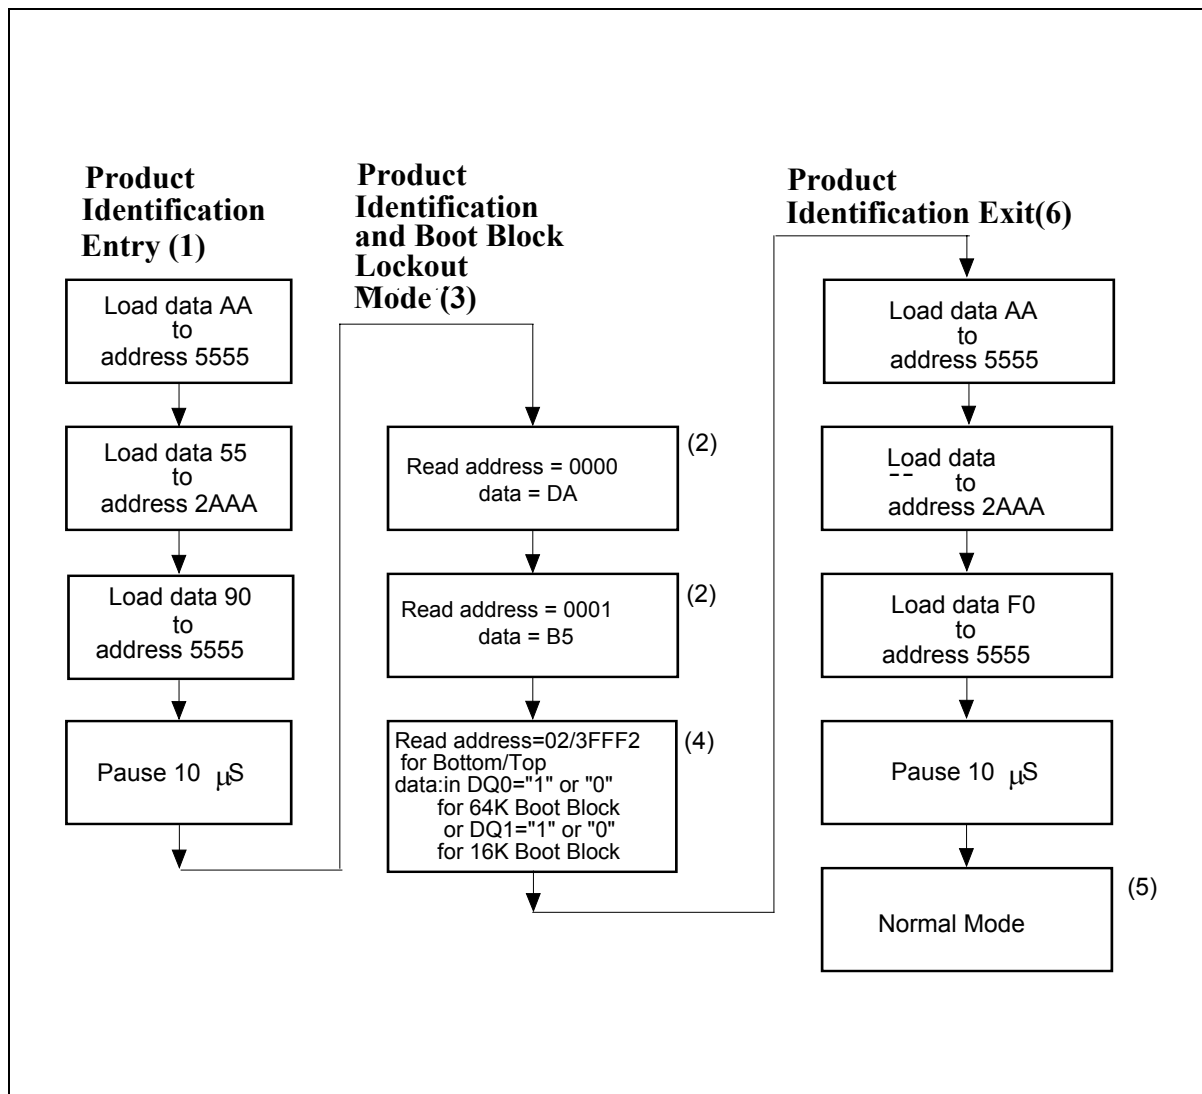 Product
Identification
Entry (1)
Load data AA
to
address 5555
Load data 55
to
address 2AAA
Load data 90
to
address 5555
Pause 10 μS
Product
Identification
and Boot Block
Lockout
Mode (3)
Read address = 0000
data = DA
(2)
Read address = 0001
data = B5
(2)
Read address=02/3FFF2
for Bottom/Top
data:in DQ0="1" or "0"
for 64K Boot Block
or DQ1="1" or "0"
for 16K Boot Block
(4)
Product
Identification Exit(6)
Load data AA
to
address 5555
Load data
to
address 2AAA
Load data F0
to
address 5555
Pause 10 μS
Normal Mode
(5)